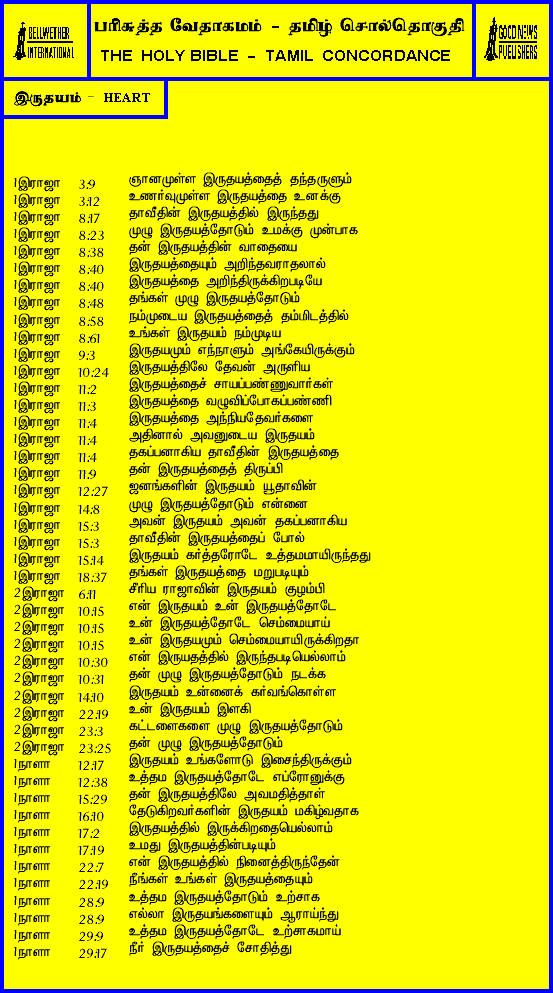 BELLWETHER
INTERNATIONAL
பரிசுத்த வேதாகமம் - தமிழ் சொல்தொகுதி
THE HOLY BIBLE - TAMIL CONCORDANCE
GOOD NEWS
PUBLISHERS
இருதயம் - HEART
1இராஜா 3:9 ஞானமுள்ள இருதயத்தைத் தந்தருளும்
1இராஜா 3:12 உணர்வுமுள்ள இருதயத்தை உனக்கு
1இராஜா 8:17 தாவீதின் இருதயத்தில் இருந்தது
1இராஜா 8:23 முழு இருதயத்தோடும் உமக்கு முன்பாக
1இராஜா 8:38 தன் இருதயத்தின் வாதையை
1இராஜா 8:40 இருதயத்தையும் அறிந்தவராதலால்
1இராஜா 8:40 இருதயத்தை அறிந்திருக்கிறபடியே
1இராஜா 8:48 தங்கள் முழு இருதயத்தோடும்
1இராஜா 8:58 நம்முடைய இருதயத்தைத் தம்மிடத்தில்
1இராஜா 8:61 உங்கள் இருதயம் நம்முடிய
1இராஜா 9:3 இருதயமும் எந்நாளும் அங்கேயிருக்கும்
1இராஜா 10:24 இருதயத்திலே தேவன் அருளிய
1இராஜா 11:2 இருதயத்தைச் சாயப்பண்ணுவார்கள்
1இராஜா 11:3 இருதயத்தை வழுவிப்போகப்பண்ணி
1இராஜா 11:4 இருதயத்தை அந்நியதேவர்களை
1இராஜா 11:4 அதினால் அவனுடைய இருதயம்
1இராஜா 11:4 தகப்பனாகிய தாவீதின் இருதயத்தை
1இராஜா 11:9 தன் இருதயத்தைத் திருப்பி
1இராஜா 12:27 ஜனங்களின் இருதயம் யூதாவின்
1இராஜா 14:8 முழு இருதயத்தோடும் என்னை
1இராஜா 15:3 அவன் இருதயம் அவன் தகப்பனாகிய
1இராஜா 15:3 தாவீதின் இருதயத்தைப் போல்
1இராஜா 15:14 இருதயம் கர்த்தரோடே உத்தமமாயிருந்தது
1இராஜா 18:37 தங்கள் இருதயத்தை மறுபடியும்
2இராஜா 6:11 சீரிய ராஜாவின் இருதயம் குழம்பி
2இராஜா 10:15 என் இருதயம் உன் இருதயத்தோடே
2இராஜா 10:15 உன் இருதயத்தோடே செம்மையாய்
2இராஜா 10:15 உன் இருதயமும் செம்மையாயிருக்கிறதா
2இராஜா 10:30 என் இருயதத்தில் இருந்தபடியெல்லாம்
2இராஜா 10:31 தன் முழு இருதயத்தோடும் நடக்க
2இராஜா 14:10 இருதயம் உன்னைக் கர்வங்கொள்ள
2இராஜா 22:19 உன் இருதயம் இளகி
2இராஜா 23:3 கட்டளைகளை முழு இருதயத்தோடும்
2இராஜா 23:25 தன் முழு இருதயத்தோடும்
1நாளா 12:17 இருதயம் உங்களோடு இசைந்திருக்கும்
1நாளா 12:38 உத்தம இருதயத்தோடே எப்ரோனுக்கு
1நாளா 15:29 தன் இருதயத்திலே அவமதித்தாள்
1நாளா 16:10 தேடுகிறவர்களின் இருதயம் மகிழ்வதாக
1நாளா 17:2 இருதயத்தில் இருக்கிறதையெல்லாம்
1நாளா 17:19 உமது இருதயத்தின்படியும்
1நாளா 22:7 என் இருதயத்தில் நினைத்திருந்தேன்
1நாளா 22:19 நீங்கள் உங்கள் இருதயத்தையும்
1நாளா 28:9 உத்தம இருதயத்தோடும் உற்சாக
1நாளா 28:9 எல்லா இருதயங்களையும் ஆராய்ந்து
1நாளா 29:9 உத்தம இருதயத்தோடே உற்சாகமாய்
1நாளா 29:17 நீர் இருதயத்தைச் சோதித்து